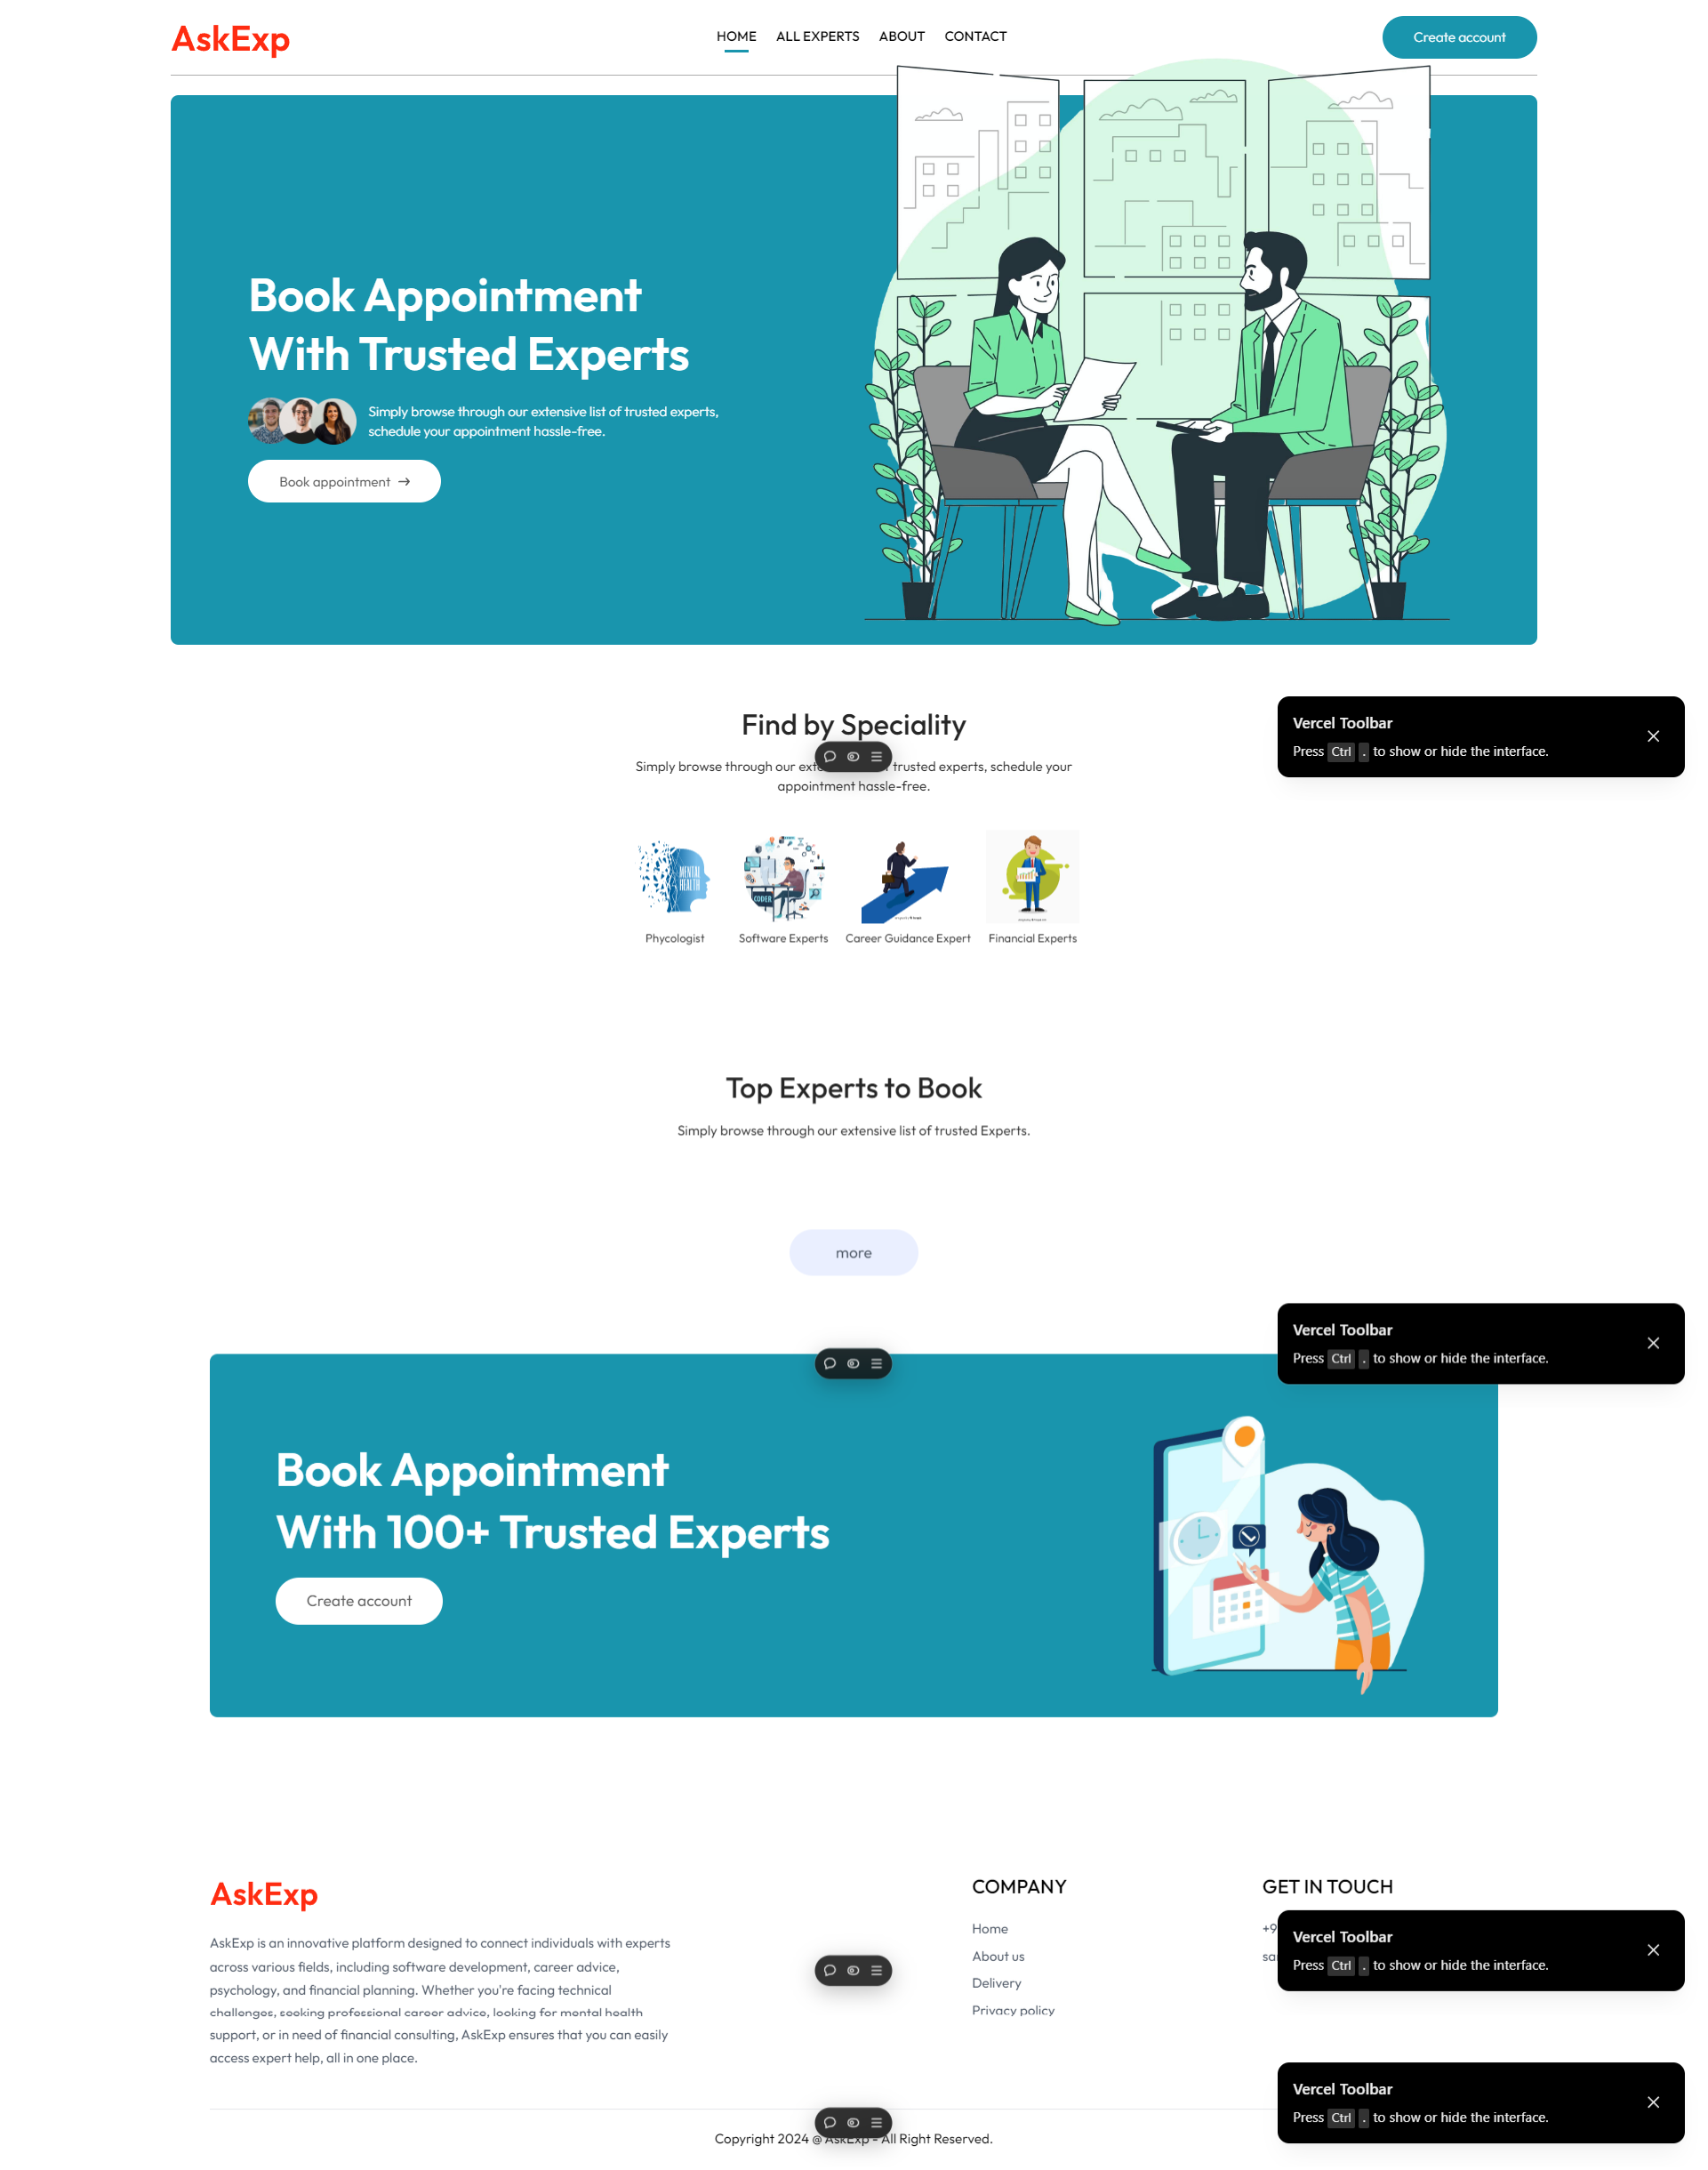 AskExp
HOME
ALL EXPERTS
ABOUT
CONTACT
Create account
Book Appointment
With Trusted Experts
Simply browse through our extensive list of trusted experts,
schedule your appointment hassle-free.
Book appointment →
Find by Speciality
Vercel Toolbar
Press Ctrl . to show or hide the interface.
Simply browse through our trusted experts, schedule your
appointment hassle-free.
MENTAL
HEALTH
CODER
Phycologist
Software Experts
Career Guidance Expert
Financial Experts
Top Experts to Book
Simply browse through our extensive list of trusted Experts.
more
Vercel Toolbar
Press Ctrl . to show or hide the interface.
Book Appointment
With 100+ Trusted Experts
Create account
AskExp
AskExp is an innovative platform designed to connect individuals with experts
across various fields, including software development, career advice,
psychology, and financial planning. Whether you're facing technical
challenges, seeking professional career advice, looking for mental health
support, or in need of financial consulting, AskExp ensures that you can easily
access expert help, all in one place.
COMPANY
Home
About us
Delivery
Privacy policy
GET IN TOUCH
+9
sa
Vercel Toolbar
Press Ctrl . to show or hide the interface.
Vercel Toolbar
Press Ctrl . to show or hide the interface.
Copyright 2024 @ AskExp - All Right Reserved.